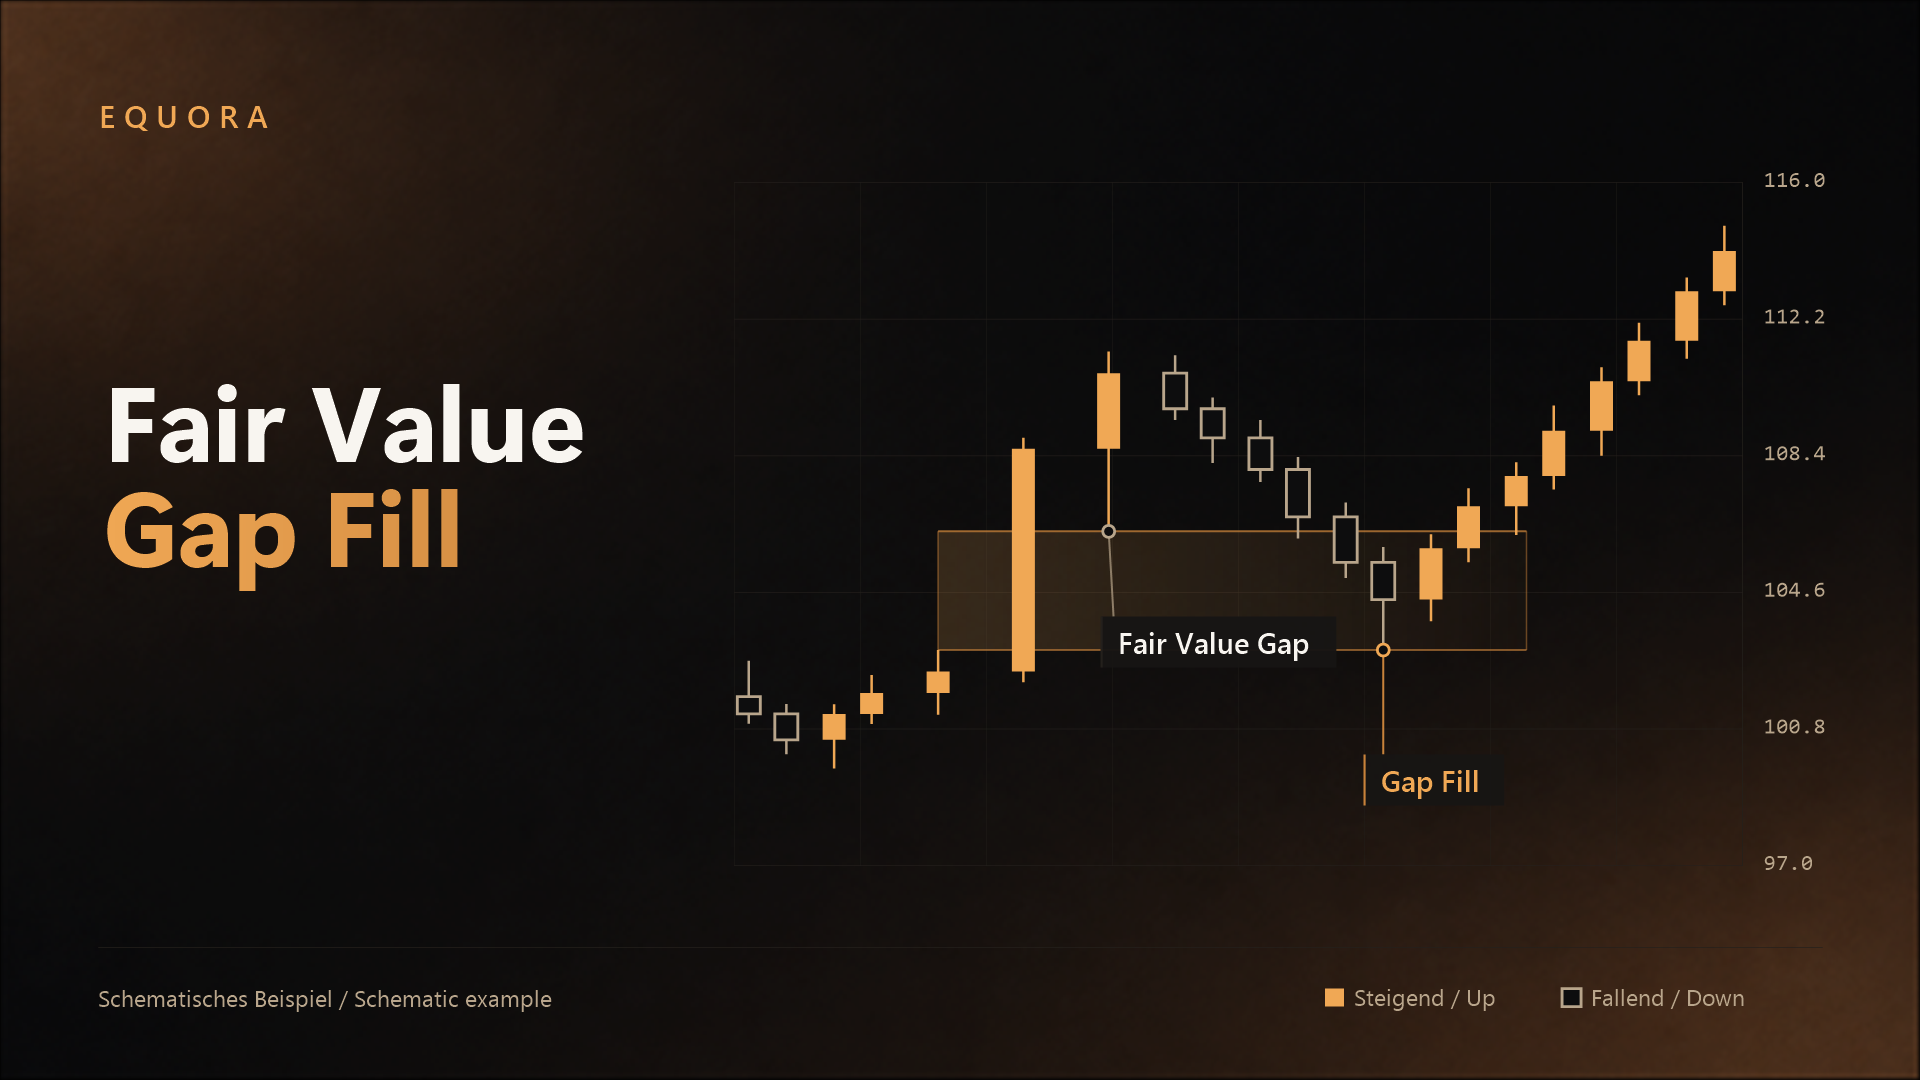 EQUORA
Fair Value
Gap Fill
116.0
112.2
108.4
104.6
100.8
97.0
Fair Value Gap
Gap Fill
Schematisches Beispiel / Schematic example
Steigend / Up
Fallend / Down